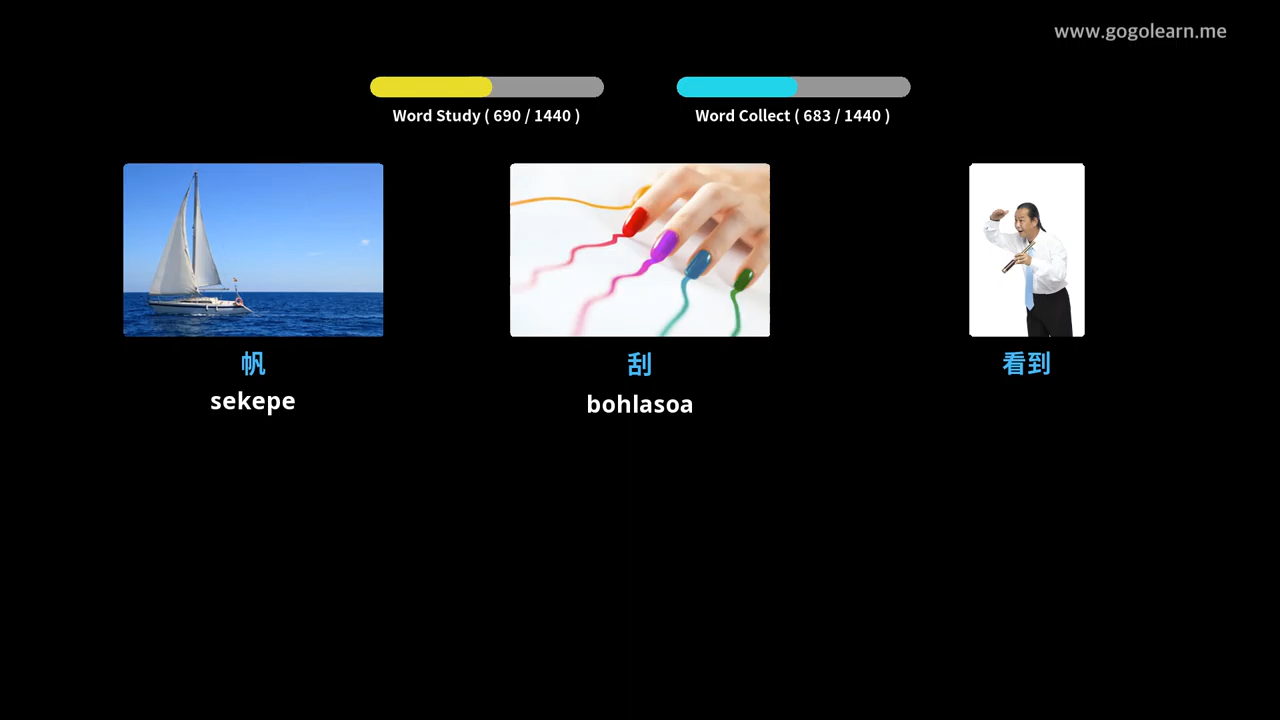 www.gogolearn.me
Word Study ( 690 / 1440 )
Word Collect ( 683 / 1440 )
帆
sekepe
刮
bohlasoa
看到